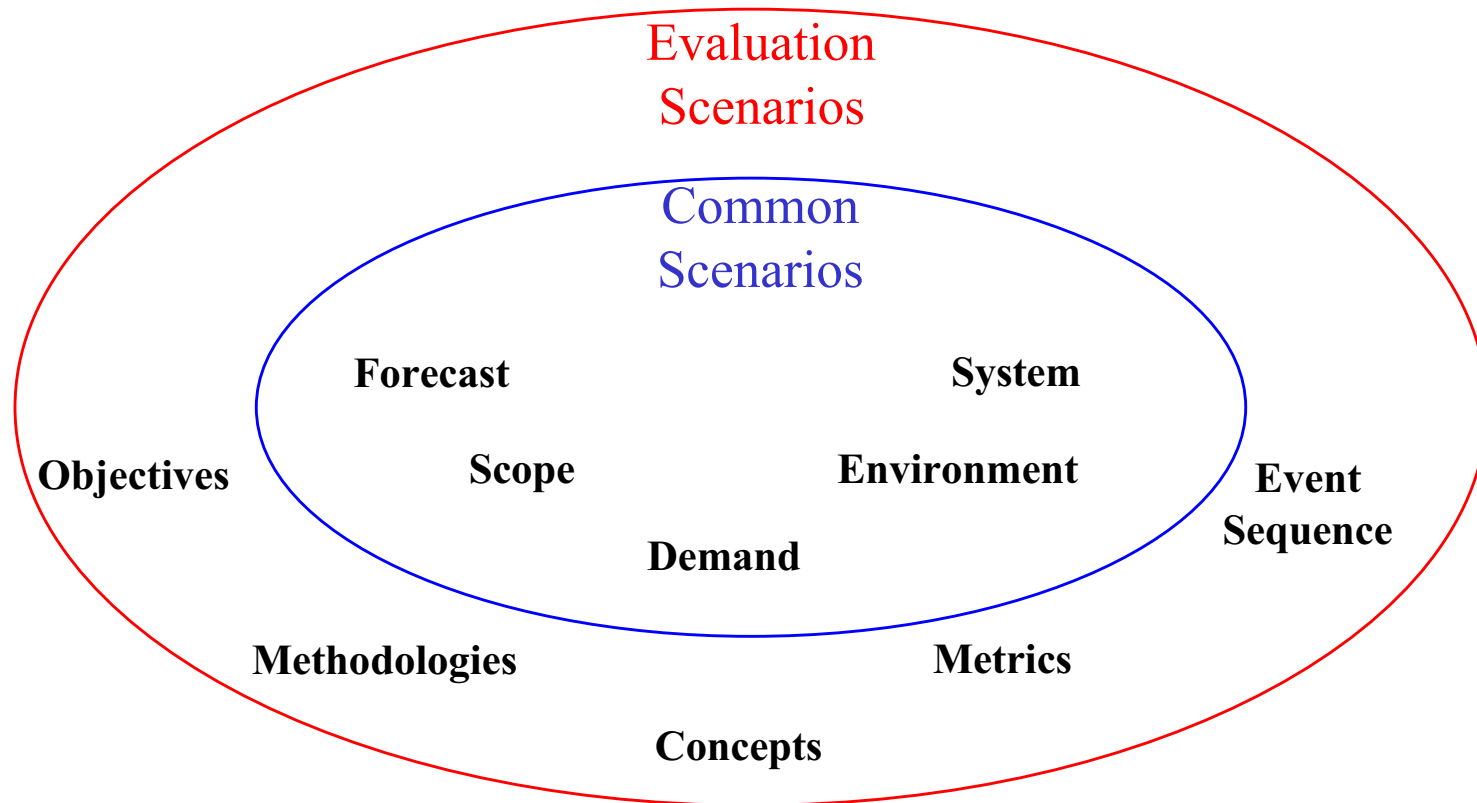 Evaluation
Scenarios
Common
Scenarios
Forecast
System
Scope
Environment
Objectives
Event
Sequence
Demand
Methodologies
Metrics
Concepts